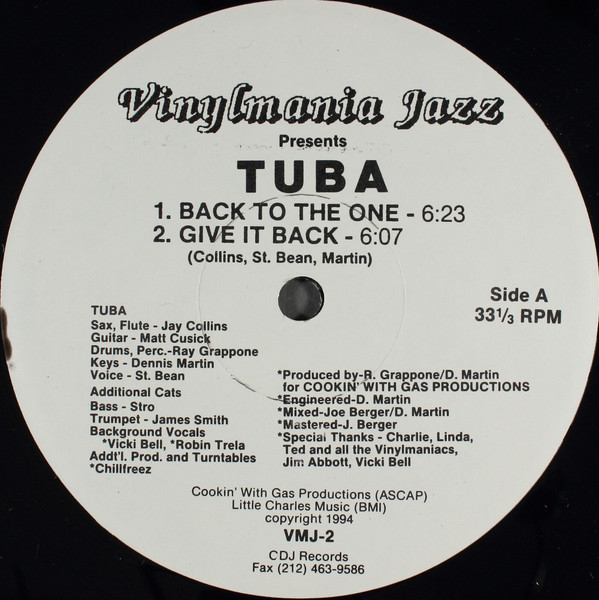 Vinylmania Jazz
Presents
TUBA
1. BACK TO THE ONE - 6:23
2. GIVE IT BACK - 6:07
(Collins, St. Bean, Martin)
Side A
33⅓ RPM
TUBA
Sax, Flute - Jay Collins
Guitar - Matt Cusick
Drums, Perc.-Ray Grappone
Keys - Dennis Martin
Voice - St. Bean
Additional Cats
Bass - Stro
Trumpet - James Smith
Background Vocals
*Vicki Bell, *Robin Trela
Addt'l. Prod. and Turntables
*Chillfreez
*Produced by-R. Grappone/D. Martin
for COOKIN' WITH GAS PRODUCTIONS
*Engineered-D. Martin
*Mixed-Joe Berger/D. Martin
*Mastered-J. Berger
*Special Thanks - Charlie, Linda,
Ted and all the Vinylmaniacs,
Jim Abbott, Vicki Bell
Cookin' With Gas Productions (ASCAP)
Little Charles Music (BMI)
copyright 1994
VMJ-2
CDJ Records
Fax (212) 463-9586